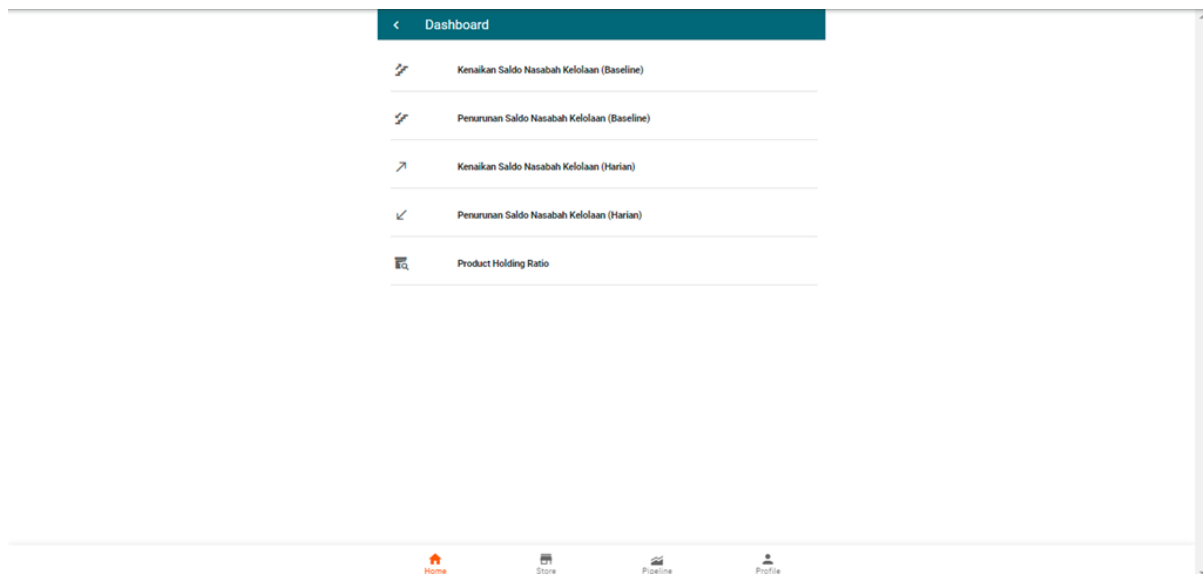 Dashboard
Kenaikan Saldo Nasabah Kelolaan (Baseline)
Penurunan Saldo Nasabah Kelolaan (Baseline)
Kenaikan Saldo Nasabah Kelolaan (Harian)
Penurunan Saldo Nasabah Kelolaan (Harian)
Product Holding Ratio
Home Store Pipeline Profile